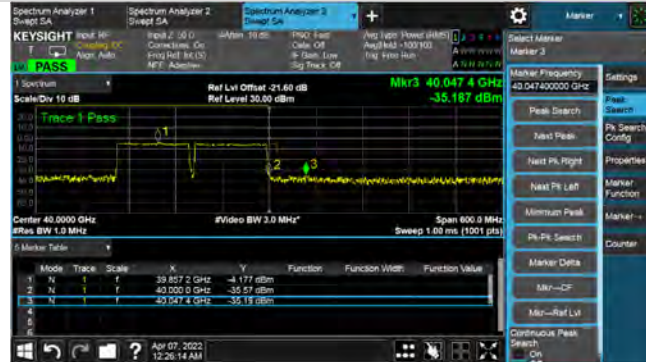 Spectrum Analyzer 1
Swept SA
Spectrum Analyzer 2
Swept SA
Spectrum Analyzer 3
Swept SA
+
Marker
KEYSIGHT Input: RF
Coupling: DC
Align: Auto
Input Z: 50 Ω
Corrections: On
Freq Ref: Int (S)
NFE: Adaptive
#Atten: 10 dB
PNO: Fast
Gate: Off
IF Gain: Low
Sig Track: Off
Avg Type: Power (RMS)
Avg|Hold: >100/100
Trig: Free Run
PASS
Select Marker
Marker 3
1 Spectrum
Scale/Div 10 dB
Ref Lvl Offset -21.60 dB
Ref Level 30.00 dBm
Mkr3 40.047 4 GHz
-35.187 dBm
Trace 1 Pass
1
2
3
Center 40.0000 GHz
#Res BW 1.0 MHz
#Video BW 3.0 MHz*
Span 600.0 MHz
Sweep 1.00 ms (1001 pts)
5 Marker Table
Mode Trace Scale X Y Function Function Width Function Value
1 N 1 f 39.857 2 GHz -4.177 dBm
2 N 1 f 40.000 0 GHz -35.57 dBm
3 N 1 f 40.047 4 GHz -35.19 dBm
4
5
6
Marker Frequency
40.047400000 GHz
Peak Search
Next Peak
Next Pk Right
Next Pk Left
Minimum Peak
Pk-Pk Search
Marker Delta
Mkr→CF
Mkr→Ref Lvl
Continuous Peak
Search
On
Settings
Peak
Search
Pk Search
Config
Properties
Marker
Function
Marker→
Counter
?
Apr 07, 2022
12:26:14 AM